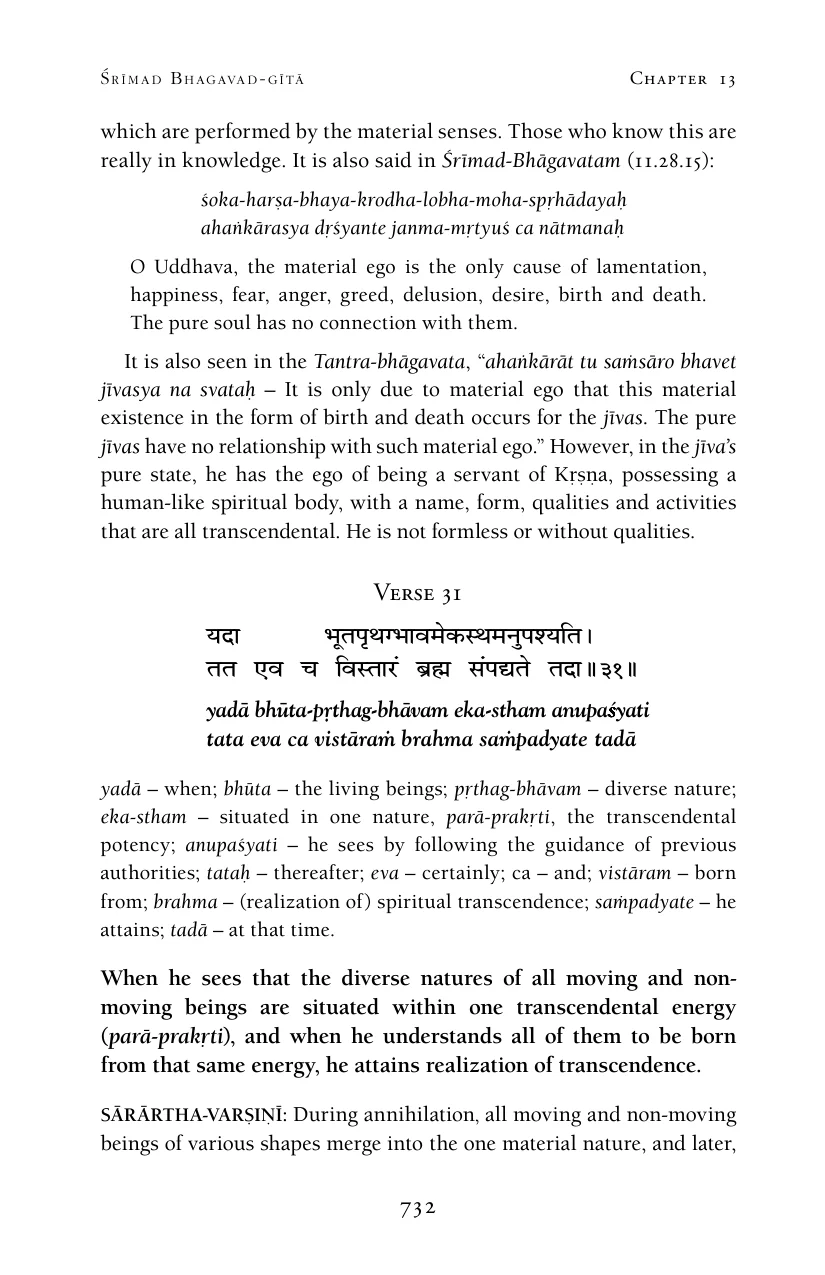 Śrīmad Bhagavad-gītā Chapter 13
which are performed by the material senses. Those who know this are
really in knowledge. It is also said in Śrīmad-Bhāgavatam (11.28.15):
śoka-harṣa-bhaya-krodha-lobha-moha-spṛhādayaḥ
ahaṅkārasya dṛśyante janma-mṛtyuś ca nātmanaḥ
O Uddhava, the material ego is the only cause of lamentation,
happiness, fear, anger, greed, delusion, desire, birth and death.
The pure soul has no connection with them.
It is also seen in the Tantra-bhāgavata, “ahaṅkārāt tu saṁsāro bhavet
jīvasya na svataḥ – It is only due to material ego that this material
existence in the form of birth and death occurs for the jīvas. The pure
jīvas have no relationship with such material ego.” However, in the jīva’s
pure state, he has the ego of being a servant of Kṛṣṇa, possessing a
human-like spiritual body, with a name, form, qualities and activities
that are all transcendental. He is not formless or without qualities.
Verse 31
यदा भूतपृथग्भावमेकस्थमनुपश्यति।
तत एव च विस्तारं ब्रह्म संपद्यते तदा॥३१॥
yadā bhūta-pṛthag-bhāvam eka-stham anupaśyati
tata eva ca vistāraṁ brahma saṁpadyate tadā
yadā – when; bhūta – the living beings; pṛthag-bhāvam – diverse nature;
eka-stham – situated in one nature, parā-prakṛti, the transcendental
potency; anupaśyati – he sees by following the guidance of previous
authorities; tataḥ – thereafter; eva – certainly; ca – and; vistāram – born
from; brahma – (realization of) spiritual transcendence; saṁpadyate – he
attains; tadā – at that time.
When he sees that the diverse natures of all moving and non-
moving beings are situated within one transcendental energy
(parā-prakṛti), and when he understands all of them to be born
from that same energy, he attains realization of transcendence.
SĀRĀRTHA-VARṢIṆĪ: During annihilation, all moving and non-moving
beings of various shapes merge into the one material nature, and later,
732